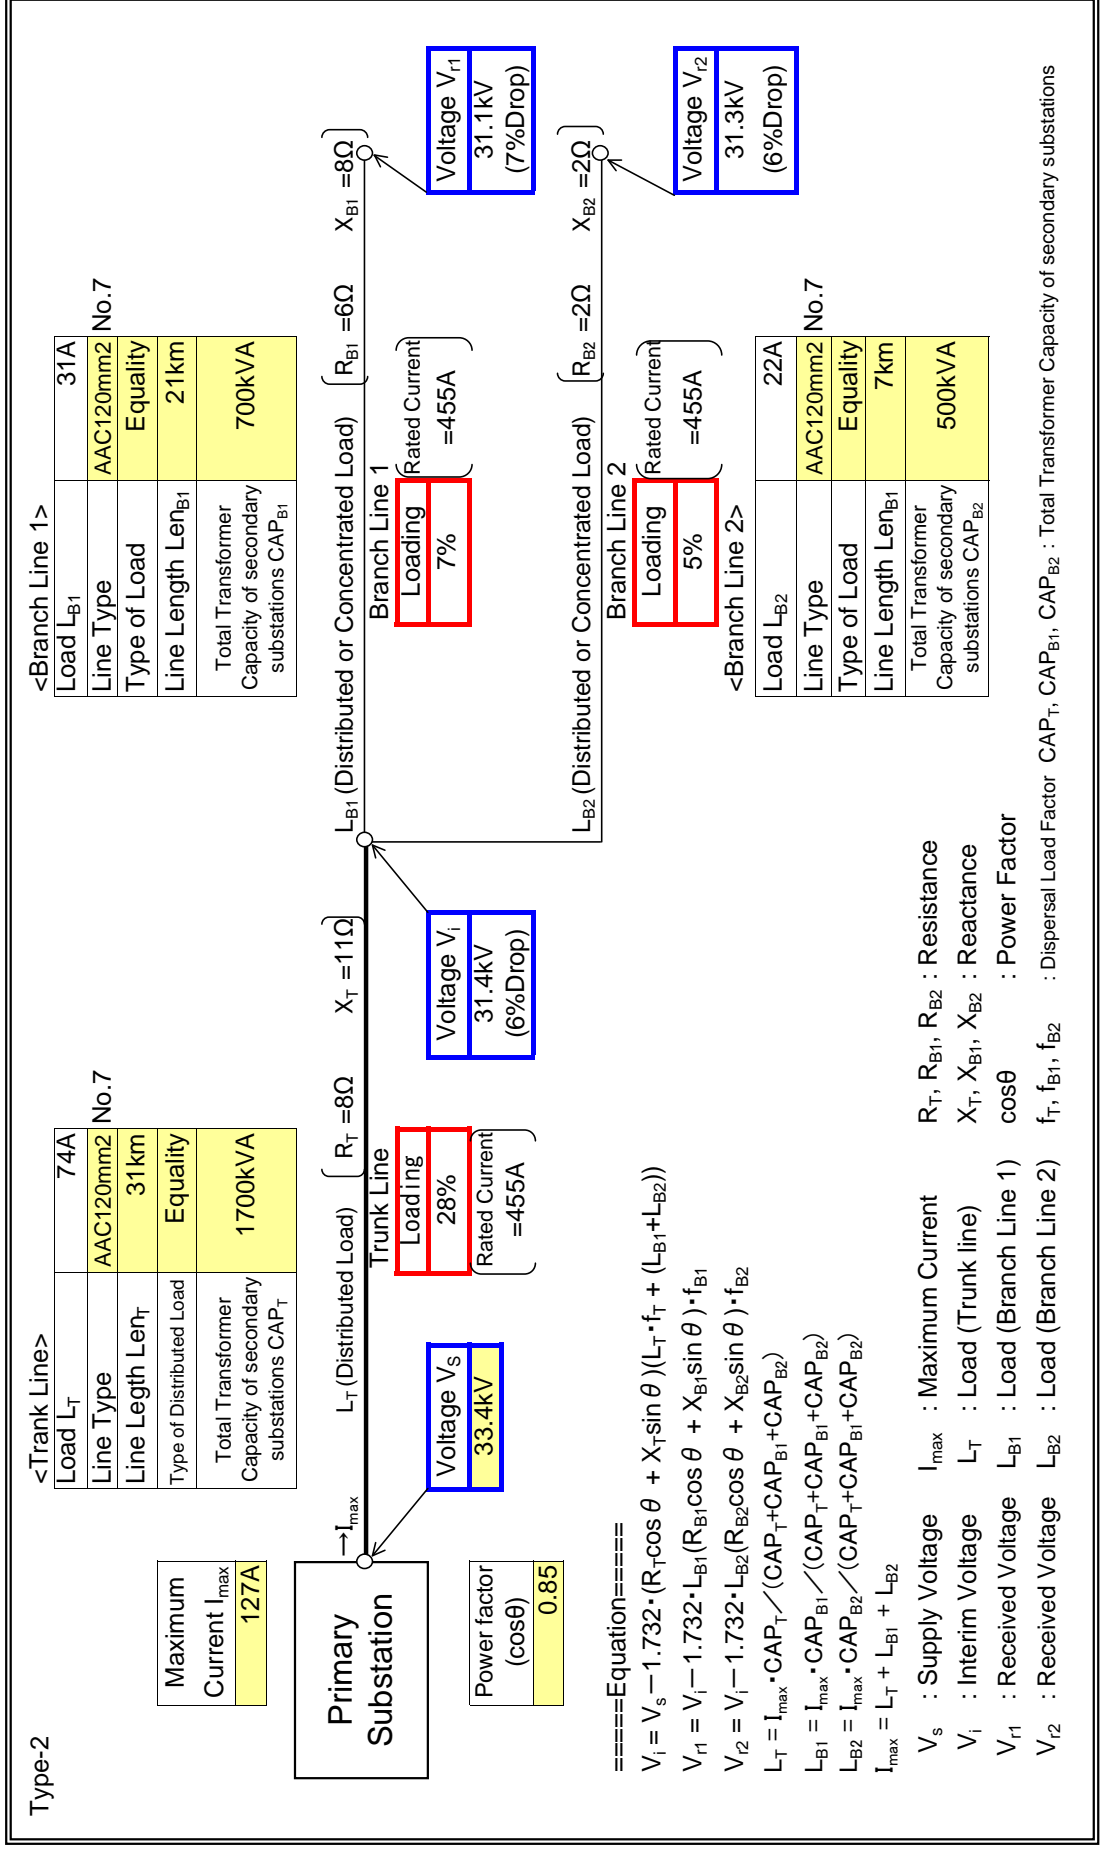 Type-2
<Trank Line>
Load L_T 74A
Line Type AAC120mm2 No.7
Line Legth Len_T 31km
Type of Distributed Load Equality
Total Transformer
Capacity of secondary
substations CAP_T
1700kVA
<Branch Line 1>
Load L_B1 31A
Line Type AAC120mm2 No.7
Type of Load Equality
Line Length Len_B1 21km
Total Transformer
Capacity of secondary
substations CAP_B1
700kVA
Maximum
Current I_max
127A
Primary
Substation
→I_max
L_T (Distributed Load)
R_T =8Ω X_T =11Ω
L_B1 (Distributed or Concentrated Load)
R_B1 =6Ω X_B1 =8Ω
Trunk Line
Loading
28%
Rated Current
=455A
Branch Line 1
Loading
7%
Rated Current
=455A
Voltage V_S
33.4kV
Voltage V_i
31.4kV
(6%Drop)
Voltage V_r1
31.1kV
(7%Drop)
Power factor
(cosθ)
0.85
L_B2 (Distributed or Concentrated Load)
R_B2 =2Ω X_B2 =2Ω
Branch Line 2
Loading
5%
Rated Current
=455A
Voltage V_r2
31.3kV
(6%Drop)
<Branch Line 2>
Load L_B2 22A
Line Type AAC120mm2 No.7
Type of Load Equality
Line Length Len_B1 7km
Total Transformer
Capacity of secondary
substations CAP_B2
500kVA
=====Equation=====
V_i = V_s－1.732・(R_Tcos θ + X_Tsin θ )(L_T・f_T + (L_B1+L_B2))
V_r1 = V_i－1.732・L_B1(R_B1cos θ + X_B1sin θ )・f_B1
V_r2 = V_i－1.732・L_B2(R_B2cos θ + X_B2sin θ )・f_B2
L_T = I_max・CAP_T／(CAP_T+CAP_B1+CAP_B2)
L_B1 = I_max・CAP_B1／(CAP_T+CAP_B1+CAP_B2)
L_B2 = I_max・CAP_B2／(CAP_T+CAP_B1+CAP_B2)
I_max = L_T + L_B1 + L_B2
V_s : Supply Voltage I_max : Maximum Current R_T, R_B1, R_B2 : Resistance
V_i : Interim Voltage L_T : Load (Trunk line) X_T, X_B1, X_B2 : Reactance
V_r1 : Received Voltage L_B1 : Load (Branch Line 1) cosθ : Power Factor
V_r2 : Received Voltage L_B2 : Load (Branch Line 2) f_T, f_B1, f_B2 : Dispersal Load Factor CAP_T, CAP_B1, CAP_B2 : Total Transformer Capacity of secondary substations